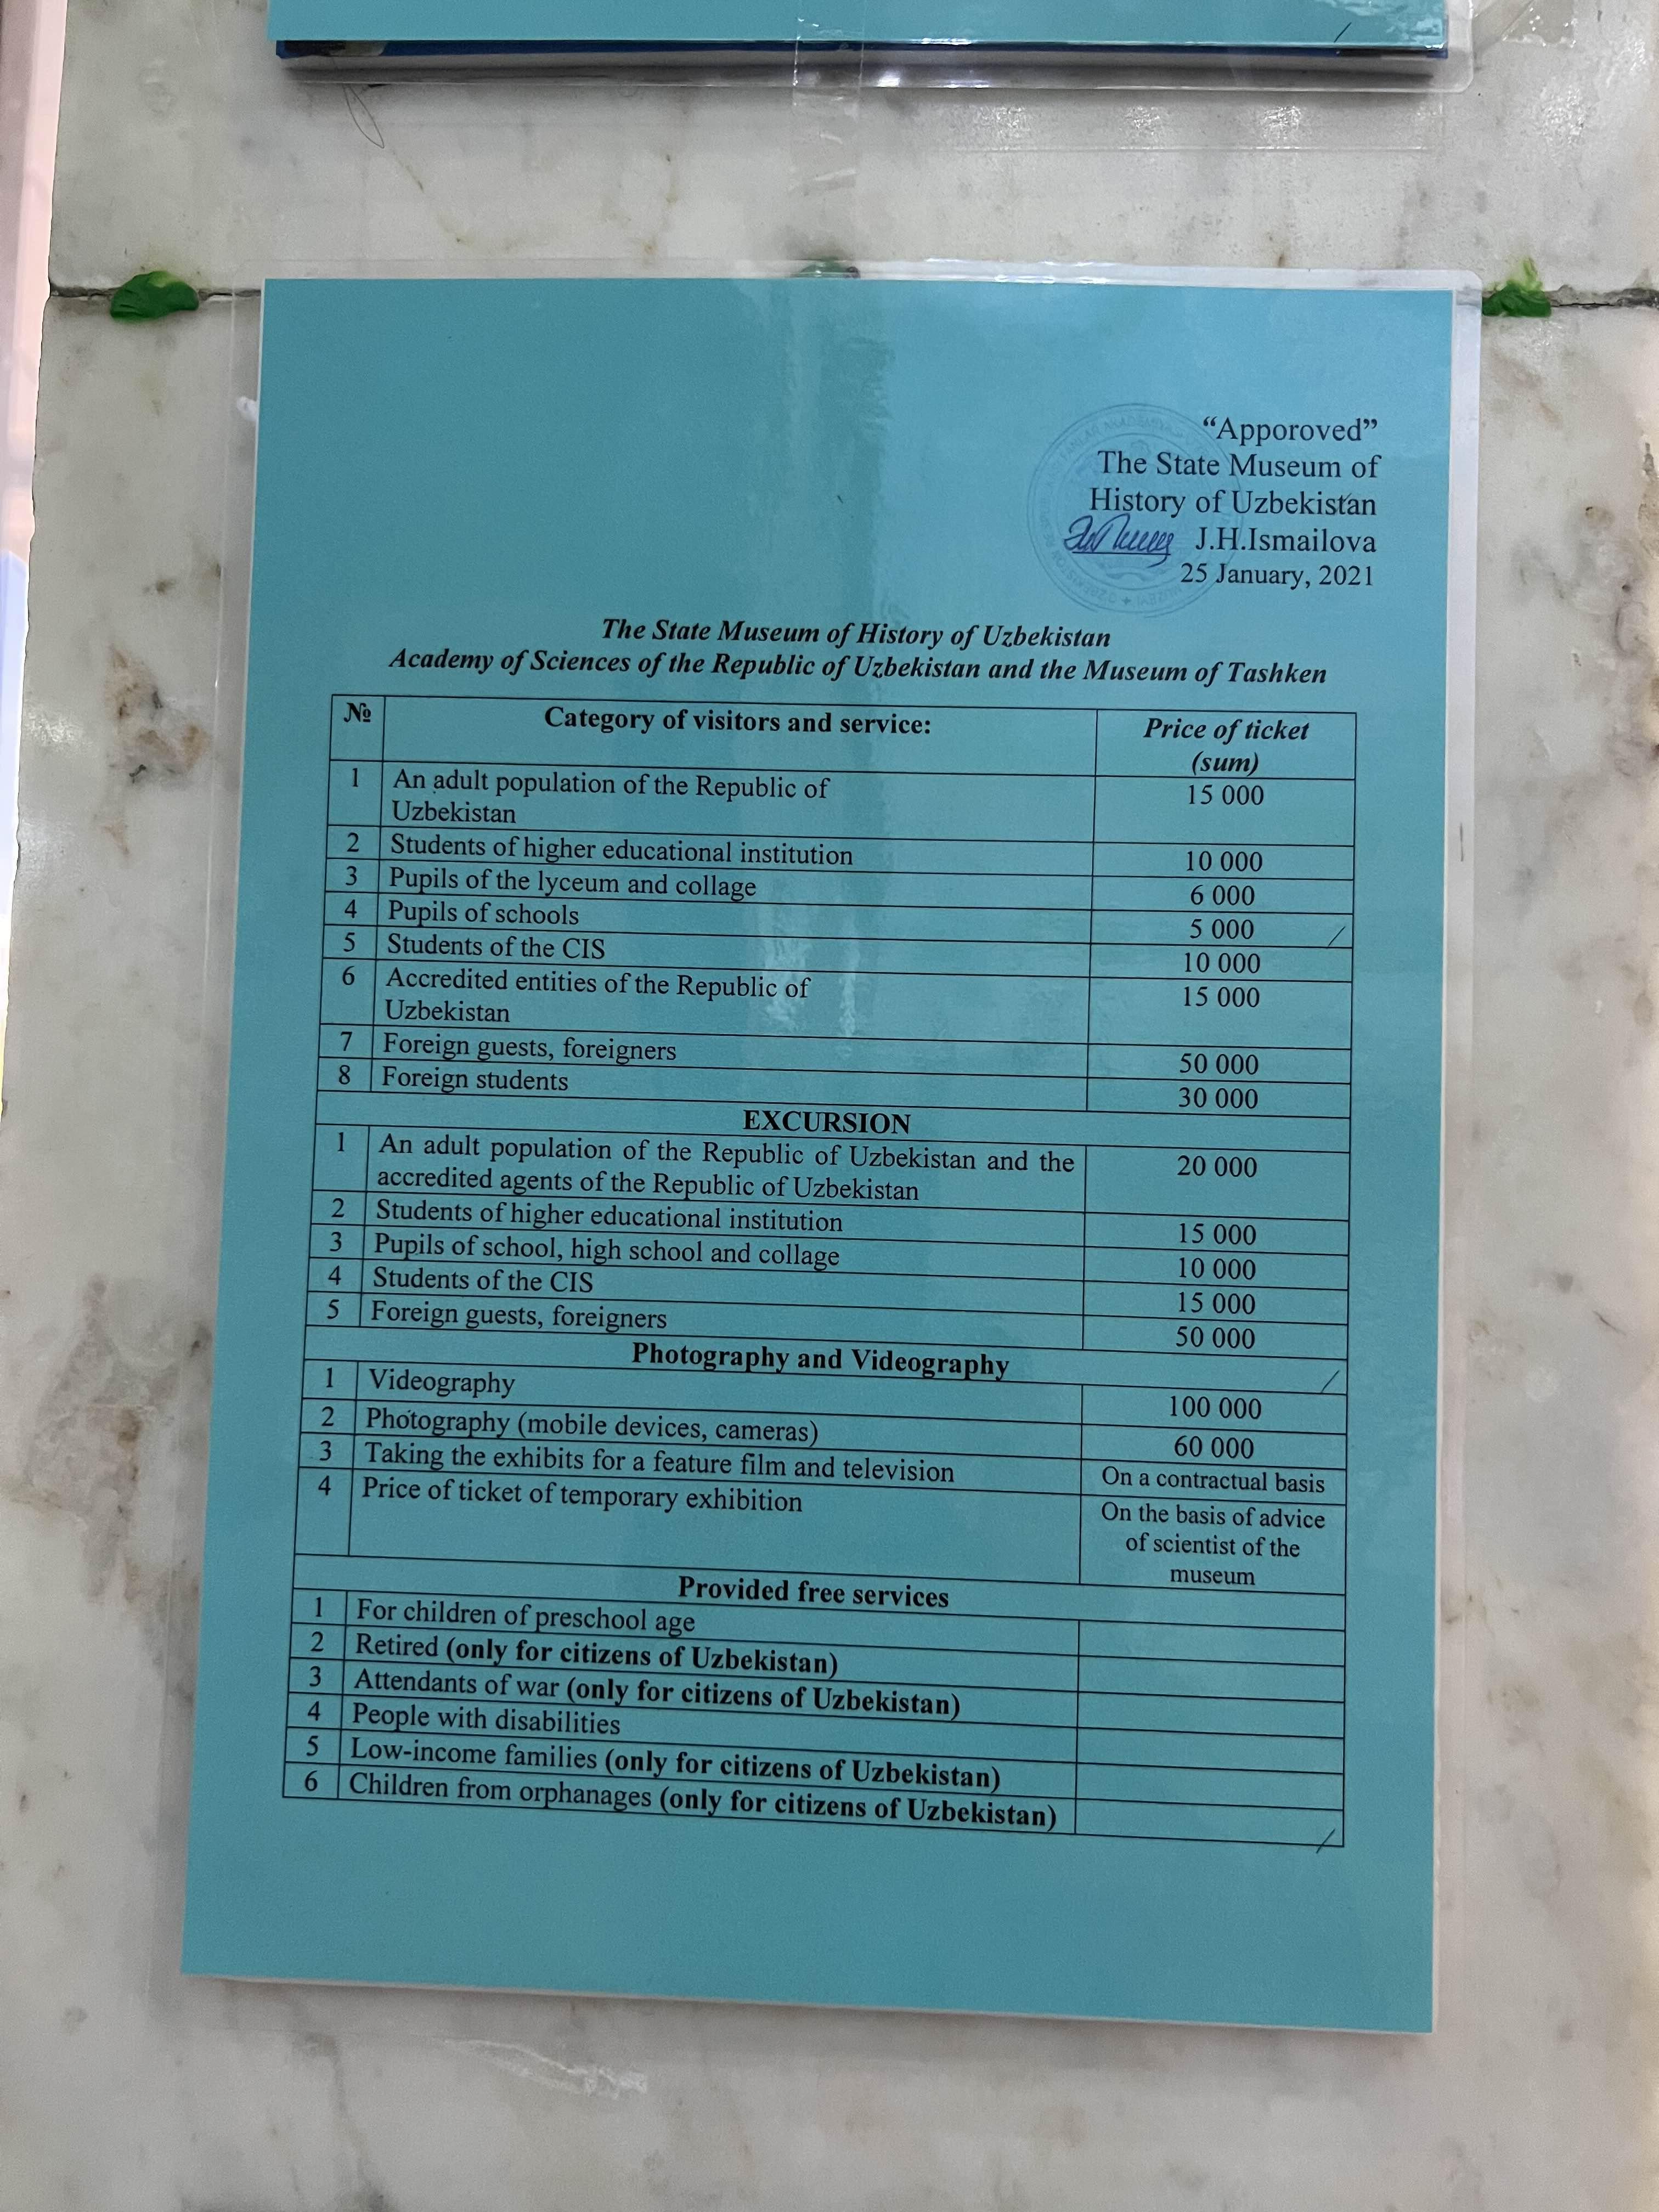 “Apporoved”
The State Museum of
History of Uzbekistan
J.H.Ismailova
25 January, 2021
The State Museum of History of Uzbekistan
Academy of Sciences of the Republic of Uzbekistan and the Museum of Tashken
№ Category of visitors and service: Price of ticket
(sum)
1 An adult population of the Republic of 15 000
Uzbekistan
2 Students of higher educational institution 10 000
3 Pupils of the lyceum and collage 6 000
4 Pupils of schools 5 000
5 Students of the CIS 10 000
6 Accredited entities of the Republic of 15 000
Uzbekistan
7 Foreign guests, foreigners 50 000
8 Foreign students 30 000
EXCURSION
1 An adult population of the Republic of Uzbekistan and the 20 000
accredited agents of the Republic of Uzbekistan
2 Students of higher educational institution 15 000
3 Pupils of school, high school and collage 10 000
4 Students of the CIS 15 000
5 Foreign guests, foreigners 50 000
Photography and Videography
1 Videography 100 000
2 Photography (mobile devices, cameras) 60 000
3 Taking the exhibits for a feature film and television On a contractual basis
4 Price of ticket of temporary exhibition On the basis of advice
of scientist of the
museum
Provided free services
1 For children of preschool age
2 Retired (only for citizens of Uzbekistan)
3 Attendants of war (only for citizens of Uzbekistan)
4 People with disabilities
5 Low-income families (only for citizens of Uzbekistan)
6 Children from orphanages (only for citizens of Uzbekistan)